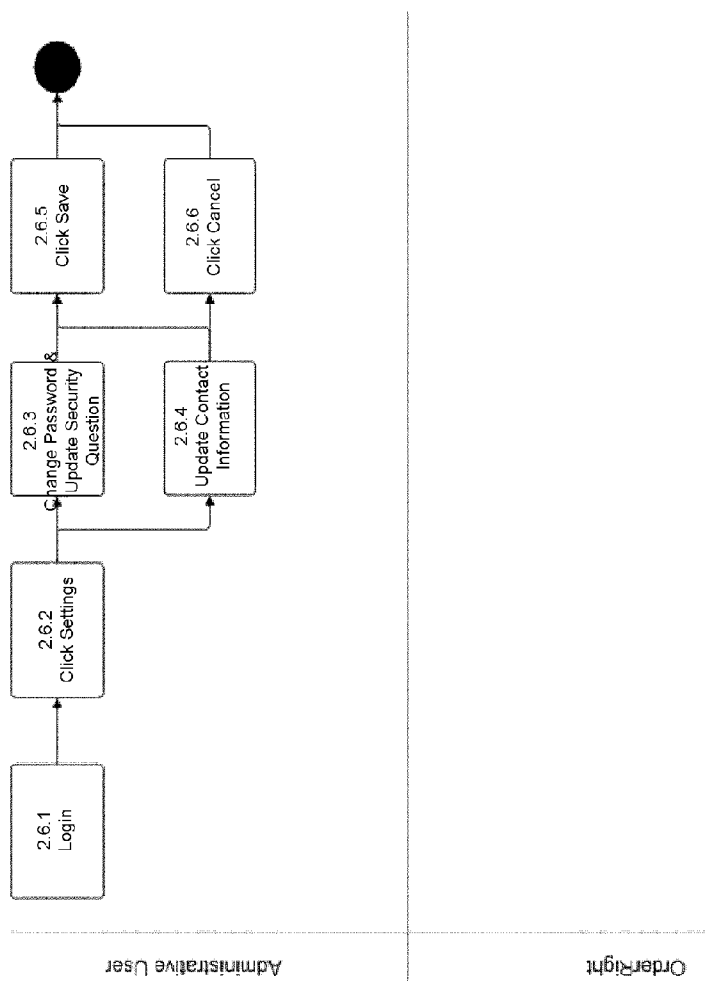 2.6.1
Login
2.6.2
Click Settings
2.6.3
Change Password &
Update Security
Question
2.6.4
Update Contact
Information
2.6.5
Click Save
2.6.6
Click Cancel
Administrative User
OrderRight